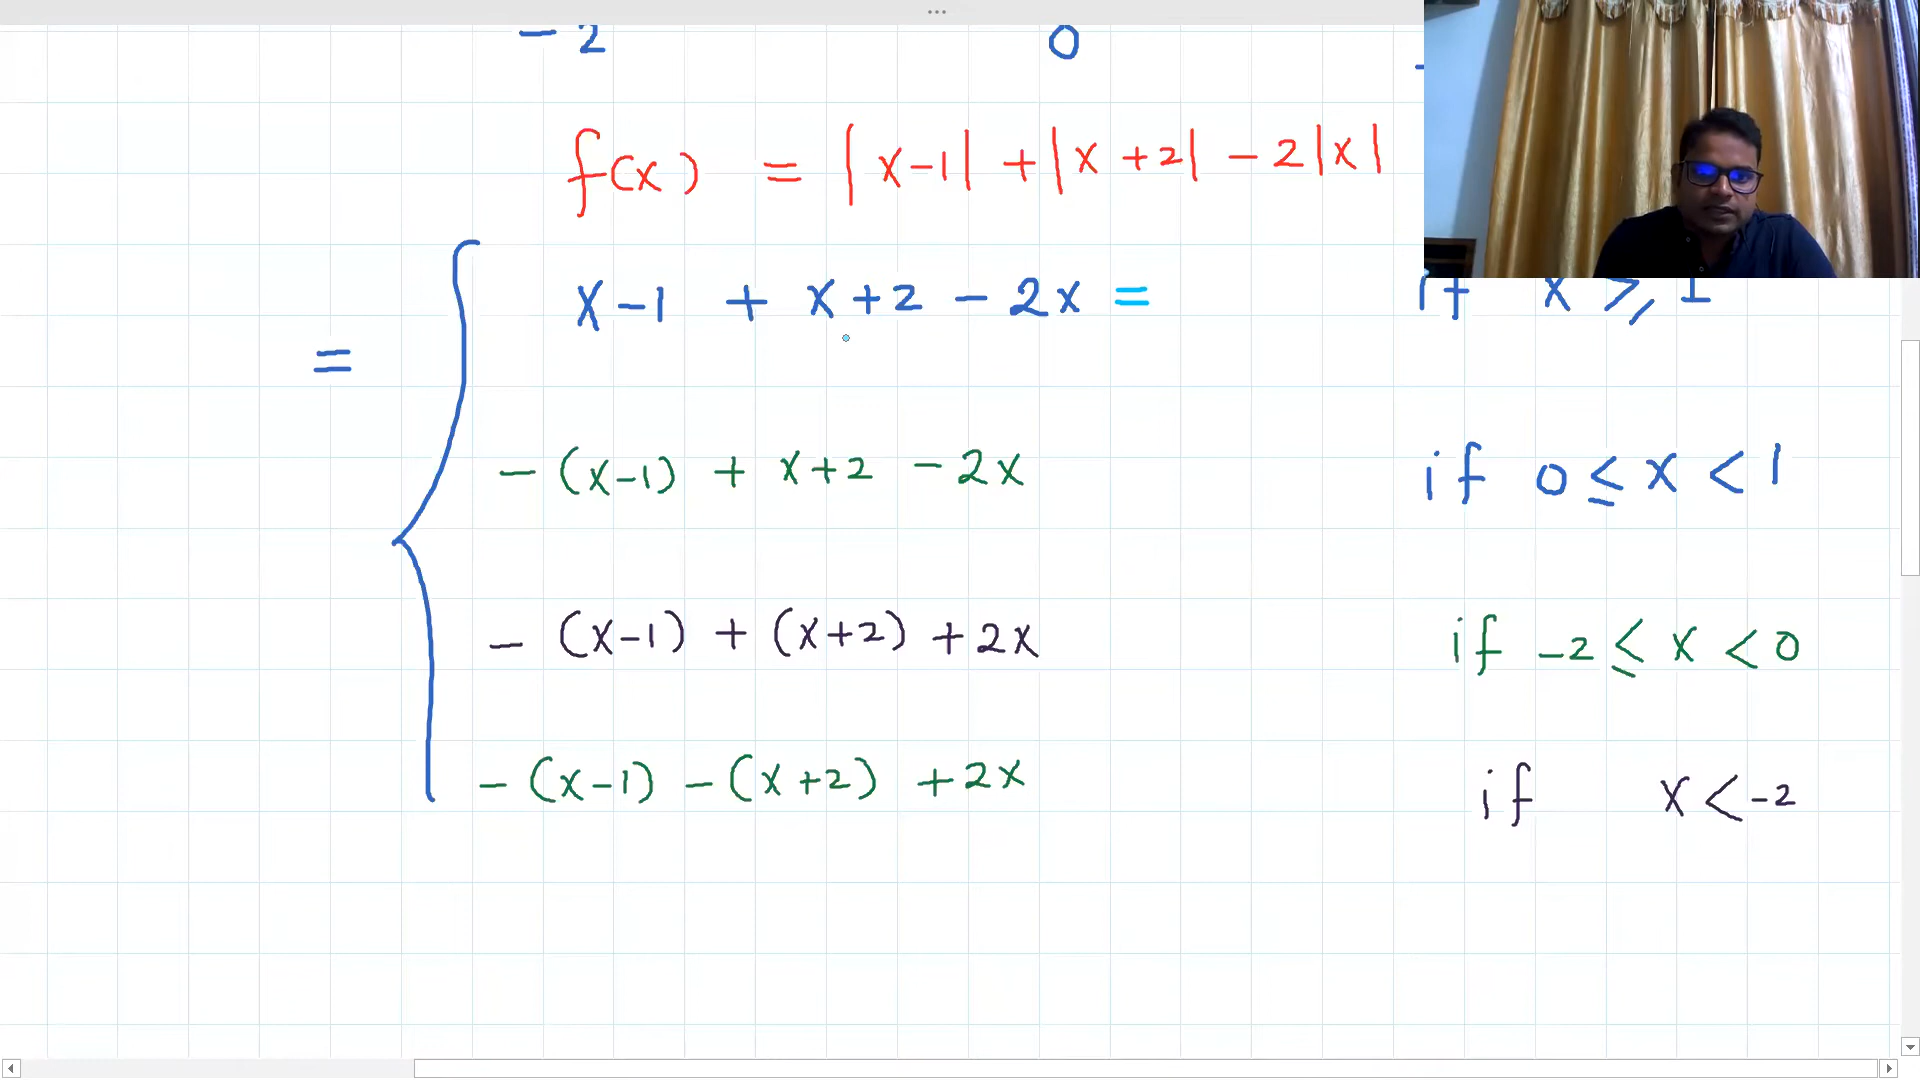 -2 0
f(x) = |x-1| + |x+2| - 2|x|
x-1 + x+2 - 2x = if x ⩾ 1
=
-(x-1) + x+2 - 2x if 0 ≤ x < 1
-(x-1) + (x+2) + 2x if -2 ≤ x < 0
-(x-1) - (x+2) + 2x if x < -2